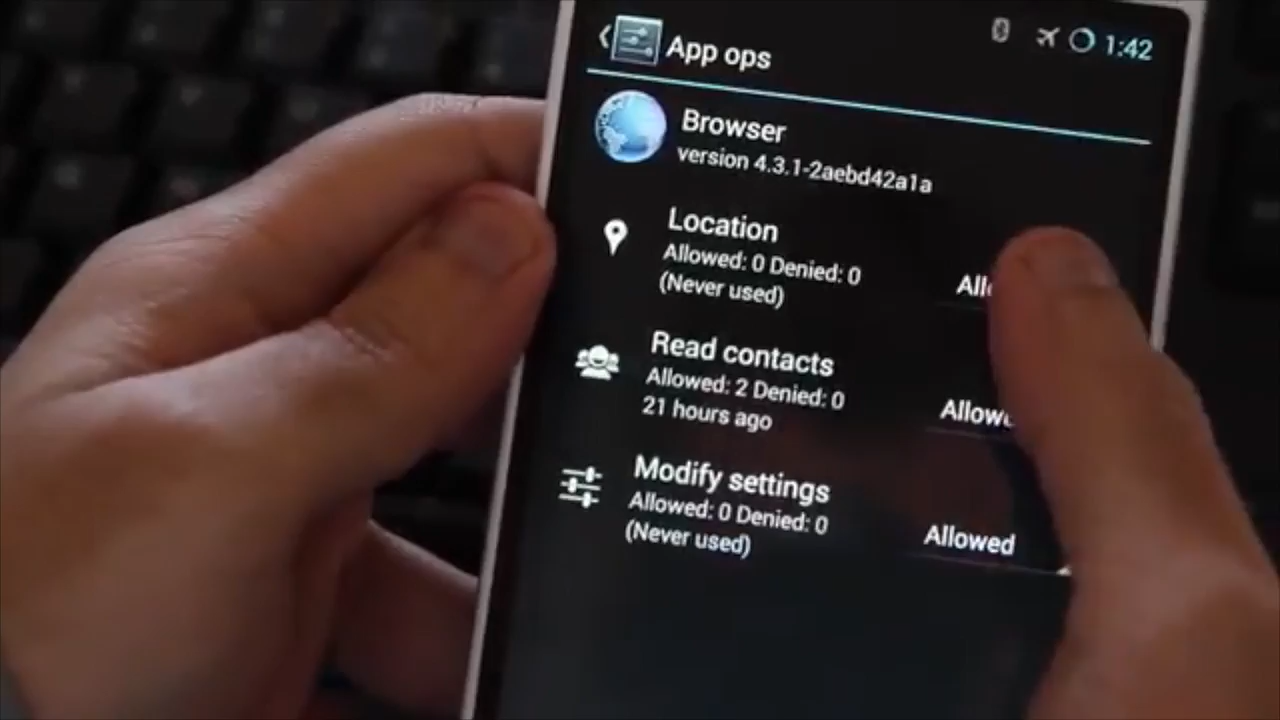 App ops
1:42
Browser
version 4.3.1-2aebd42a1a
Location
Allowed: 0 Denied: 0
(Never used)
Read contacts
Allowed: 2 Denied: 0
21 hours ago
Modify settings
Allowed: 0 Denied: 0
(Never used)
Allowed